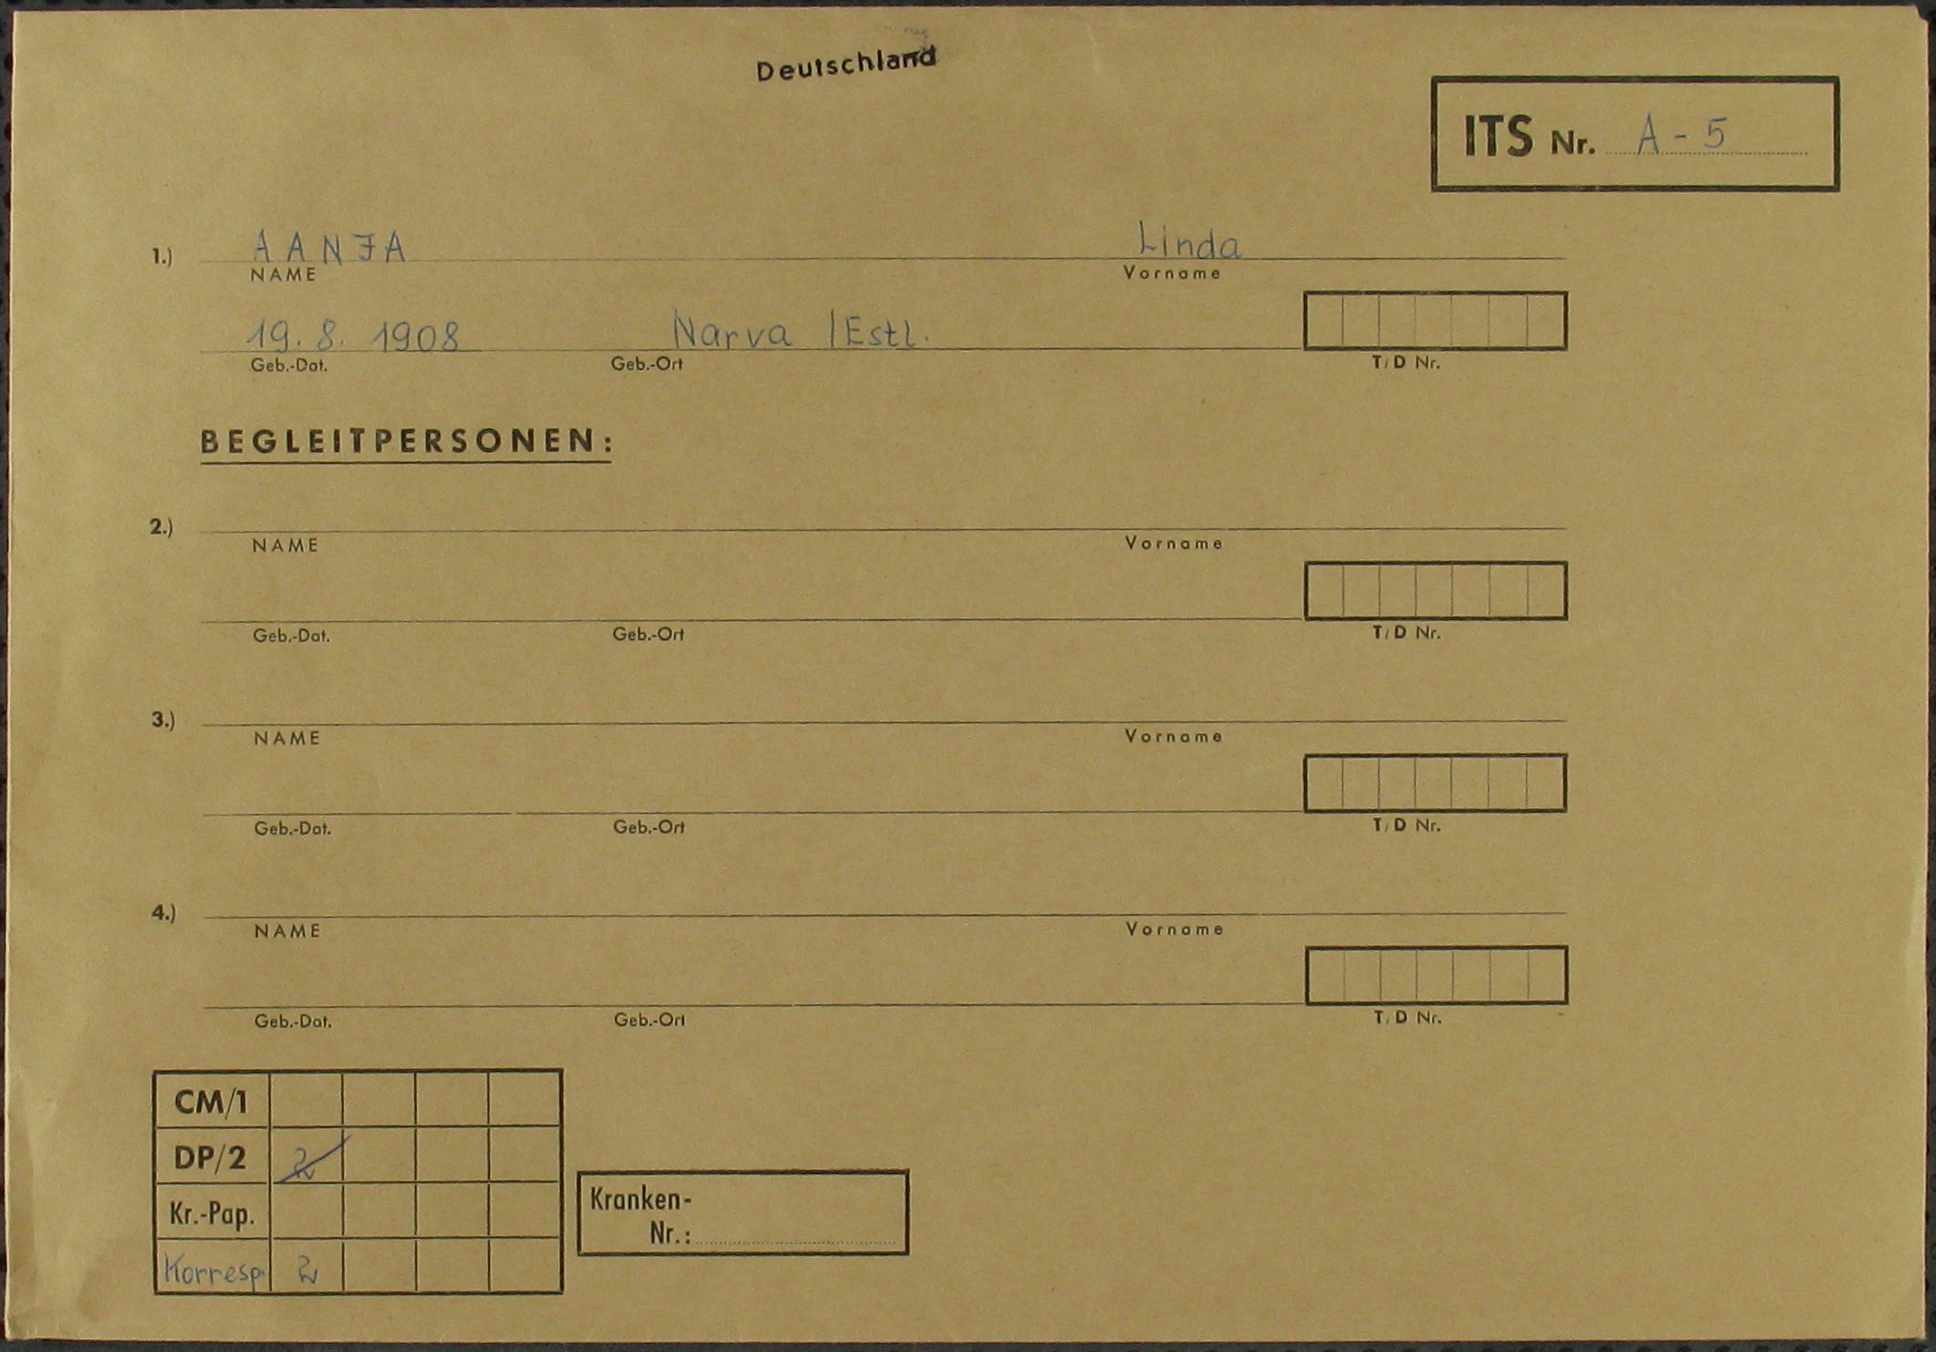 Deutschland
ITS Nr. A - 5
1.) AANJA Linda
NAME Vorname
19. 8. 1908 Narva /Estl.
Geb.-Dat. Geb.-Ort T/D Nr.
BEGLEITPERSONEN:
2.)
NAME Vorname
Geb.-Dat. Geb.-Ort T/D Nr.
3.)
NAME Vorname
Geb.-Dat. Geb.-Ort T/D Nr.
4.)
NAME Vorname
Geb.-Dat. Geb.-Ort T/D Nr.
CM/1
DP/2 2
Kr.-Pap.
Korresp. 2
Kranken-
Nr.: